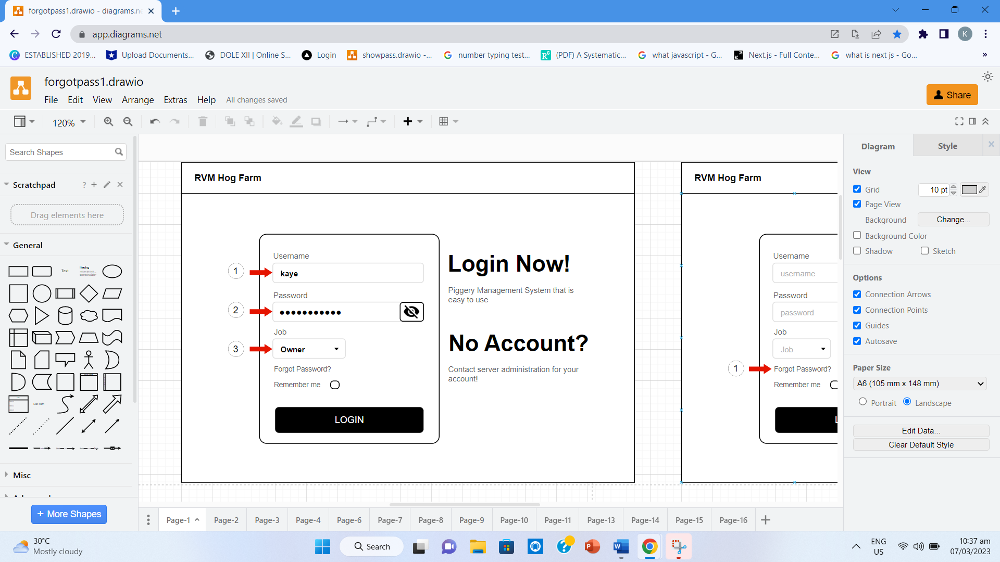 forgotpass1.drawio - diagrams.ne
app.diagrams.net
K
ESTABLISHED 2019...
Upload Documents...
DOLE XII | Online S...
Login
showpass.drawio -...
number typing test...
(PDF) A Systematic...
what javascript - G...
Next.js - Full Conte...
what is next js - Go...
»
forgotpass1.drawio
File Edit View Arrange Extras Help All changes saved
Share
120%
Search Shapes
Scratchpad
?
Drag elements here
General
Text
Heading
List Item
Misc
+ More Shapes
RVM Hog Farm
Username
1
kaye
Password
2
●●●●●●●●●●●
Job
3
Owner
Forgot Password?
Remember me
LOGIN
Login Now!
Piggery Management System that is
easy to use
No Account?
Contact server administration for your
account!
RVM Hog Farm
Username
username
Password
password
Job
Job
1
Forgot Password?
Remember me
Diagram
Style
View
Grid
10 pt
Page View
Background
Change...
Background Color
Shadow
Sketch
Options
Connection Arrows
Connection Points
Guides
Autosave
Paper Size
A6 (105 mm x 148 mm)
Portrait
Landscape
Edit Data...
Clear Default Style
Page-1
Page-2
Page-3
Page-4
Page-6
Page-7
Page-8
Page-9
Page-10
Page-11
Page-13
Page-14
Page-15
Page-16
30°C
Mostly cloudy
Search
ENG
US
10:37 am
07/03/2023